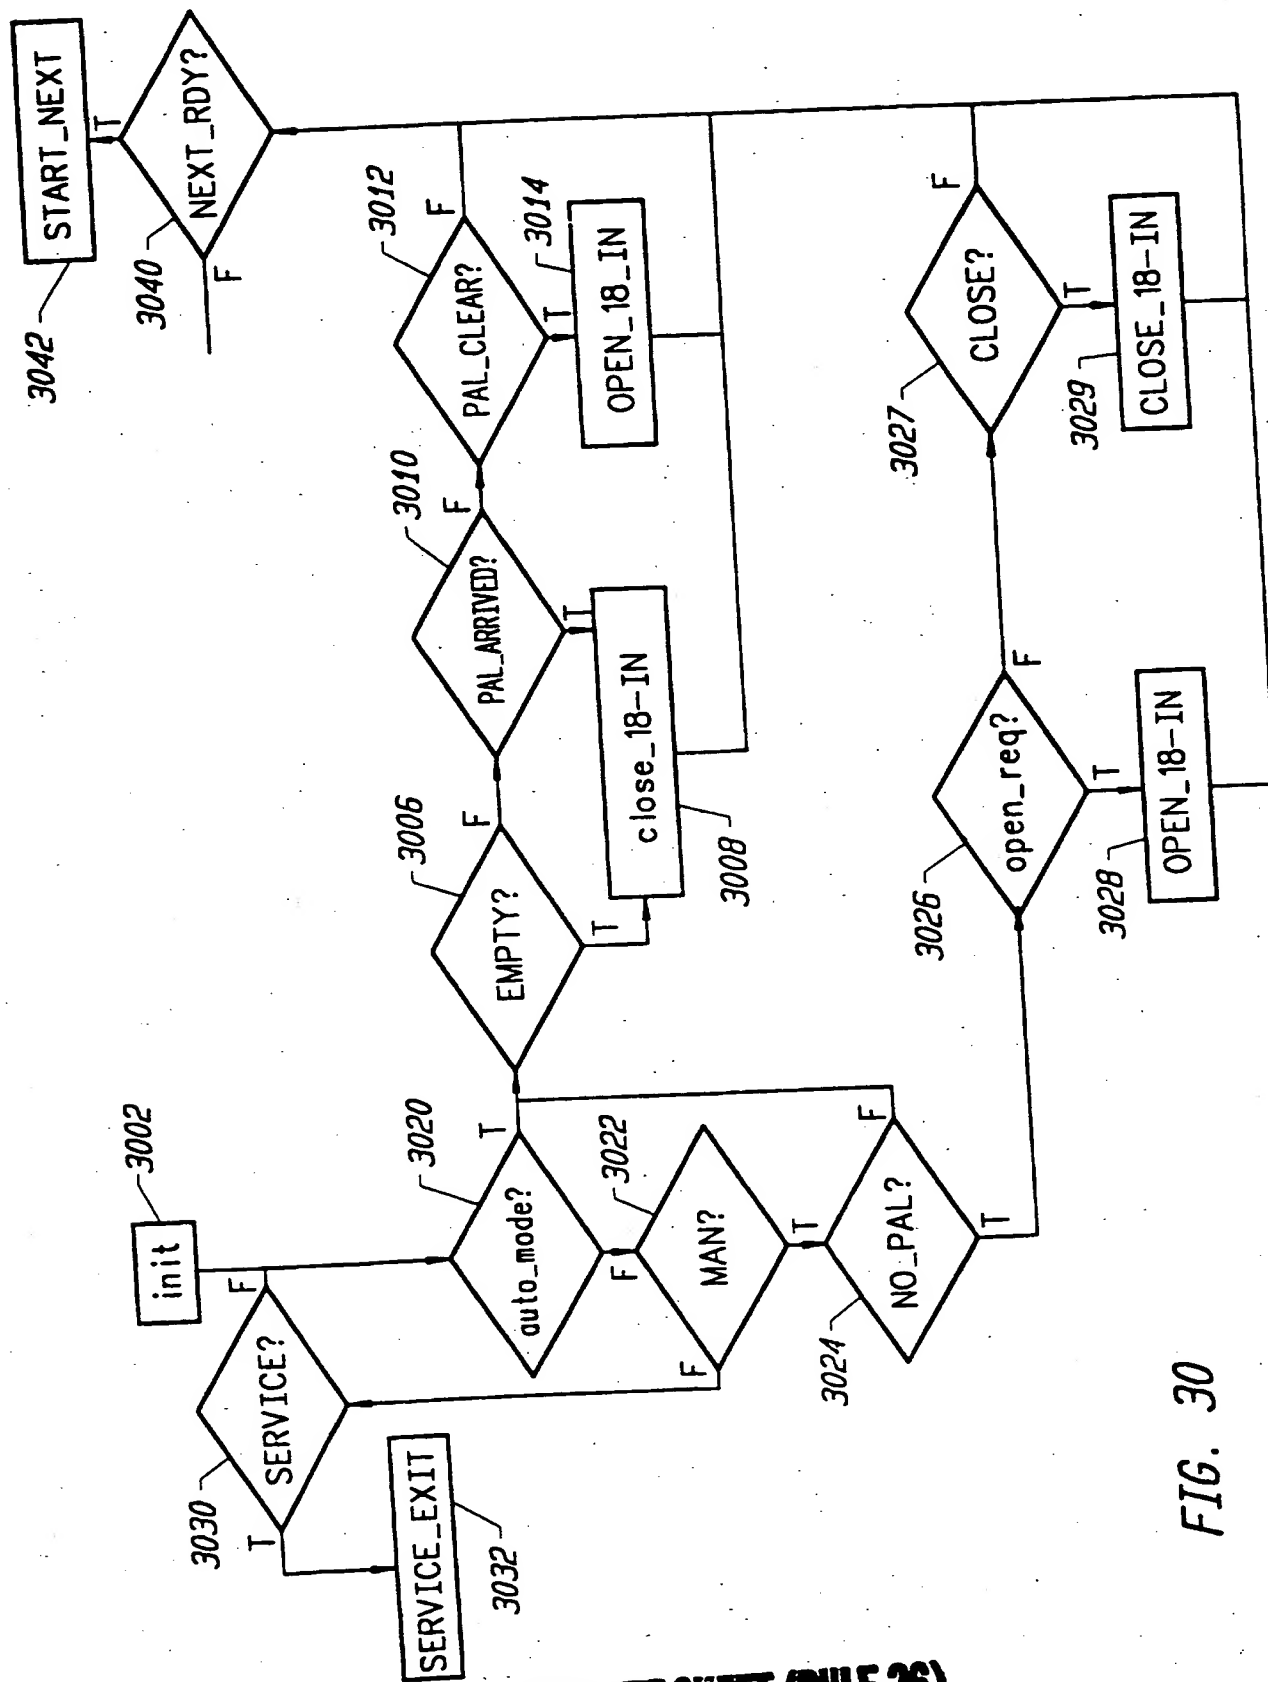 init
3002
SERVICE?
3030
F
T
SERVICE_EXIT
3032
auto_mode?
3020
T
F
MAN?
3022
F
T
NO_PAL?
3024
F
T
EMPTY?
3006
F
T
close_18-IN
3008
PAL_ARRIVED?
3010
F
T
PAL_CLEAR?
3012
F
T
OPEN_18_IN
3014
open_req?
3026
F
T
OPEN_18-IN
3028
CLOSE?
3027
F
T
CLOSE_18-IN
3029
NEXT_RDY?
3040
F
T
START_NEXT
3042
FIG. 30